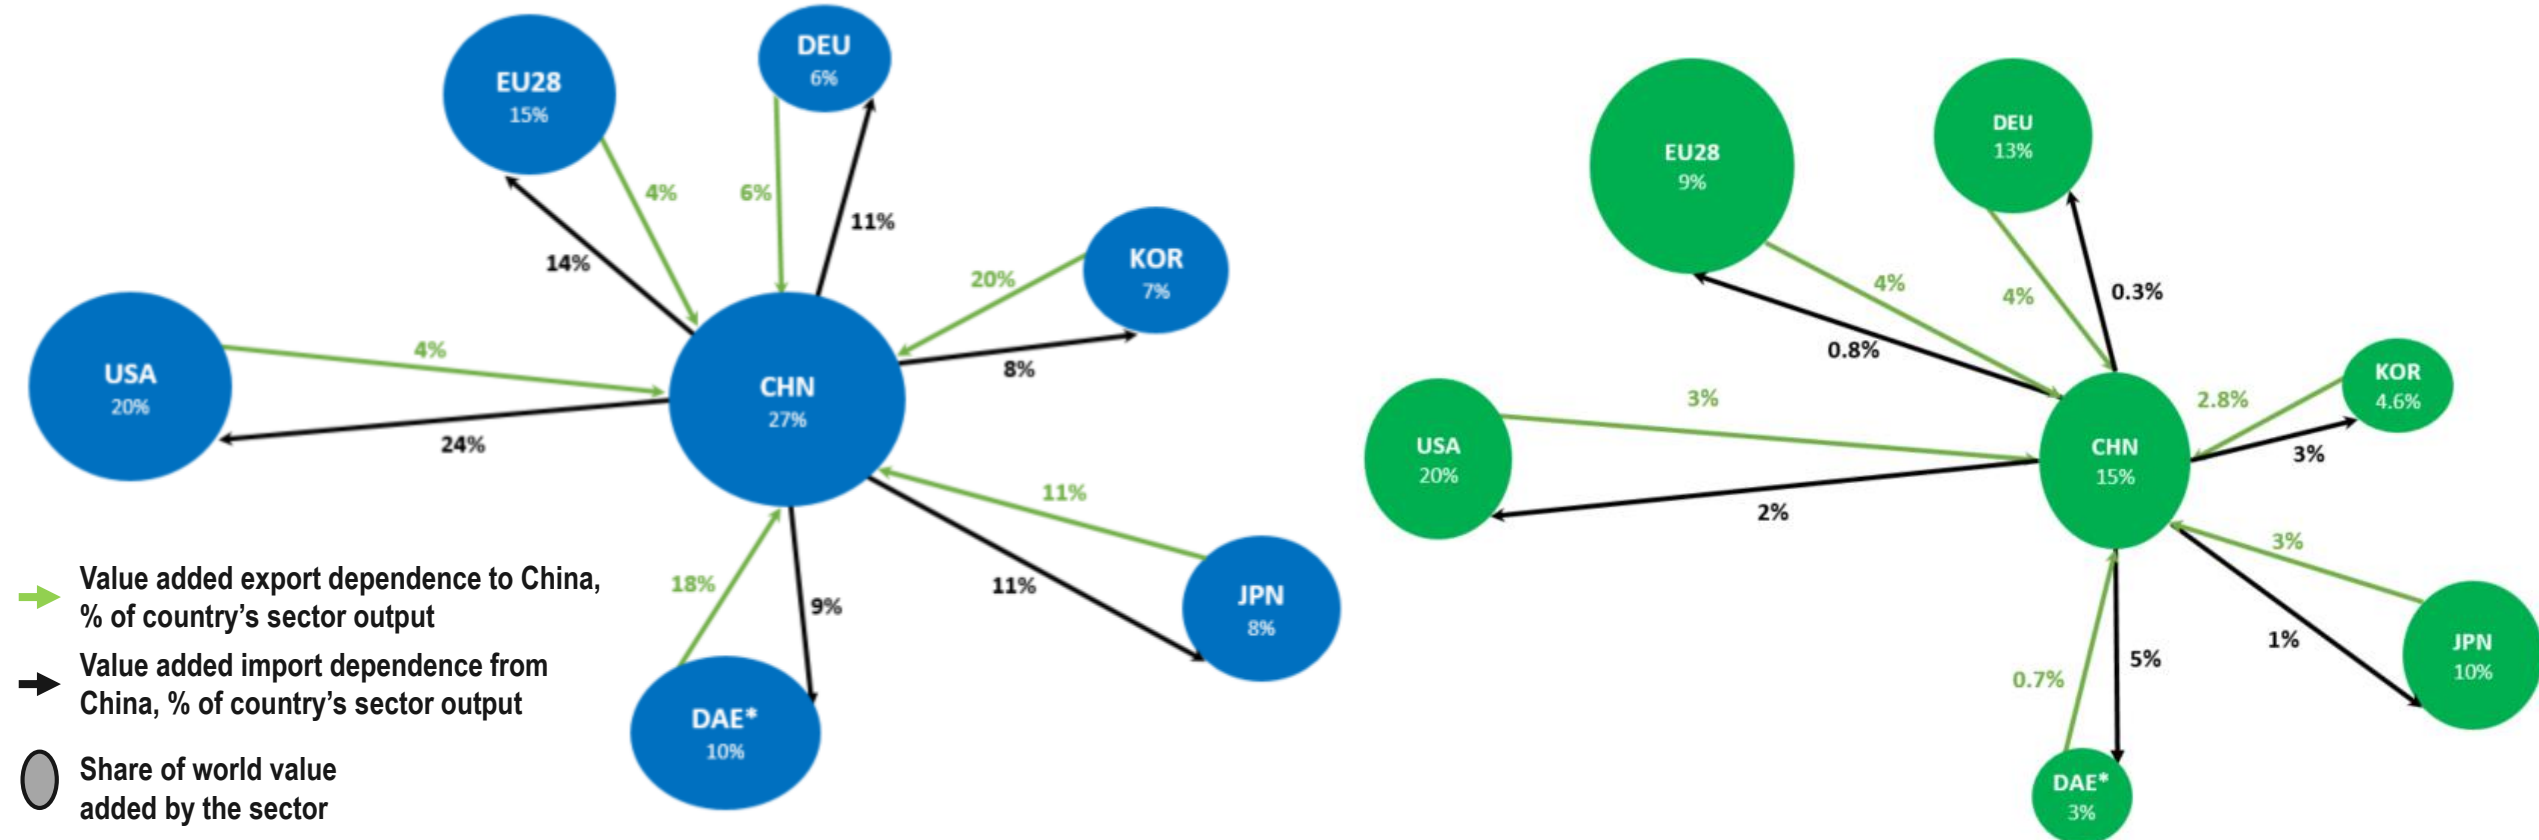 EU28
15%
DEU
6%
4%
6%
11%
14%
KOR
7%
20%
8%
USA
20%
4%
24%
CHN
27%
11%
11%
JPN
8%
18%
9%
DAE*
10%
Value added export dependence to China,
% of country's sector output
Value added import dependence from
China, % of country's sector output
Share of world value
added by the sector
EU28
9%
DEU
13%
4%
4%
0.3%
0.8%
KOR
4.6%
2.8%
3%
USA
20%
3%
2%
CHN
15%
3%
1%
JPN
10%
0.7%
5%
DAE*
3%